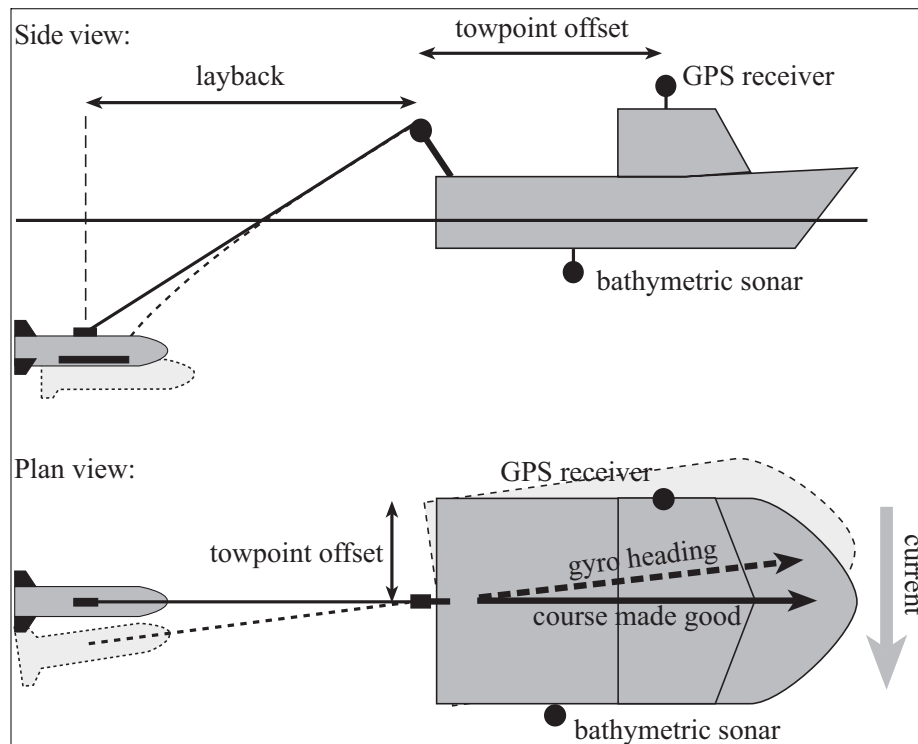 Side view:
towpoint offset
layback
GPS receiver
bathymetric sonar
Plan view:
GPS receiver
towpoint offset
gyro heading
course made good
current
bathymetric sonar